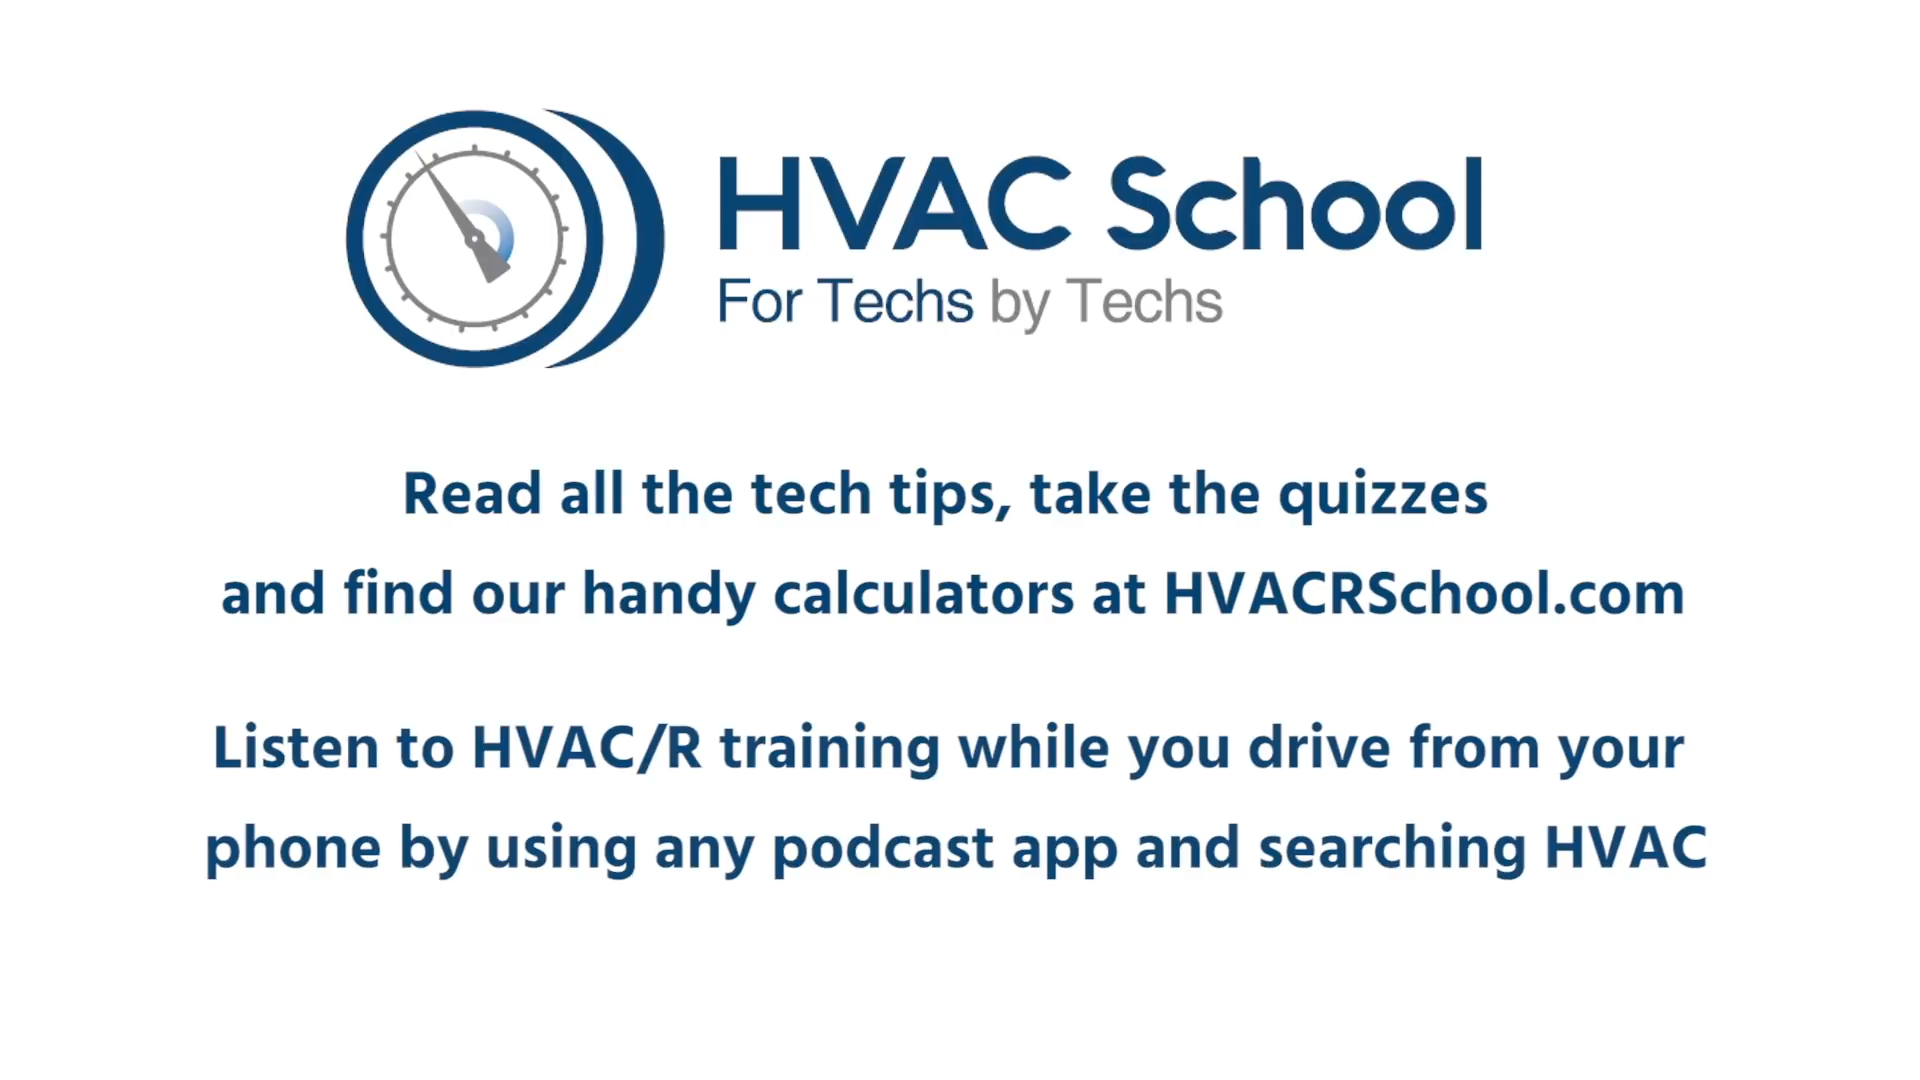 HVAC School
For Techs by Techs
Read all the tech tips, take the quizzes
and find our handy calculators at HVACRSchool.com
Listen to HVAC/R training while you drive from your
phone by using any podcast app and searching HVAC